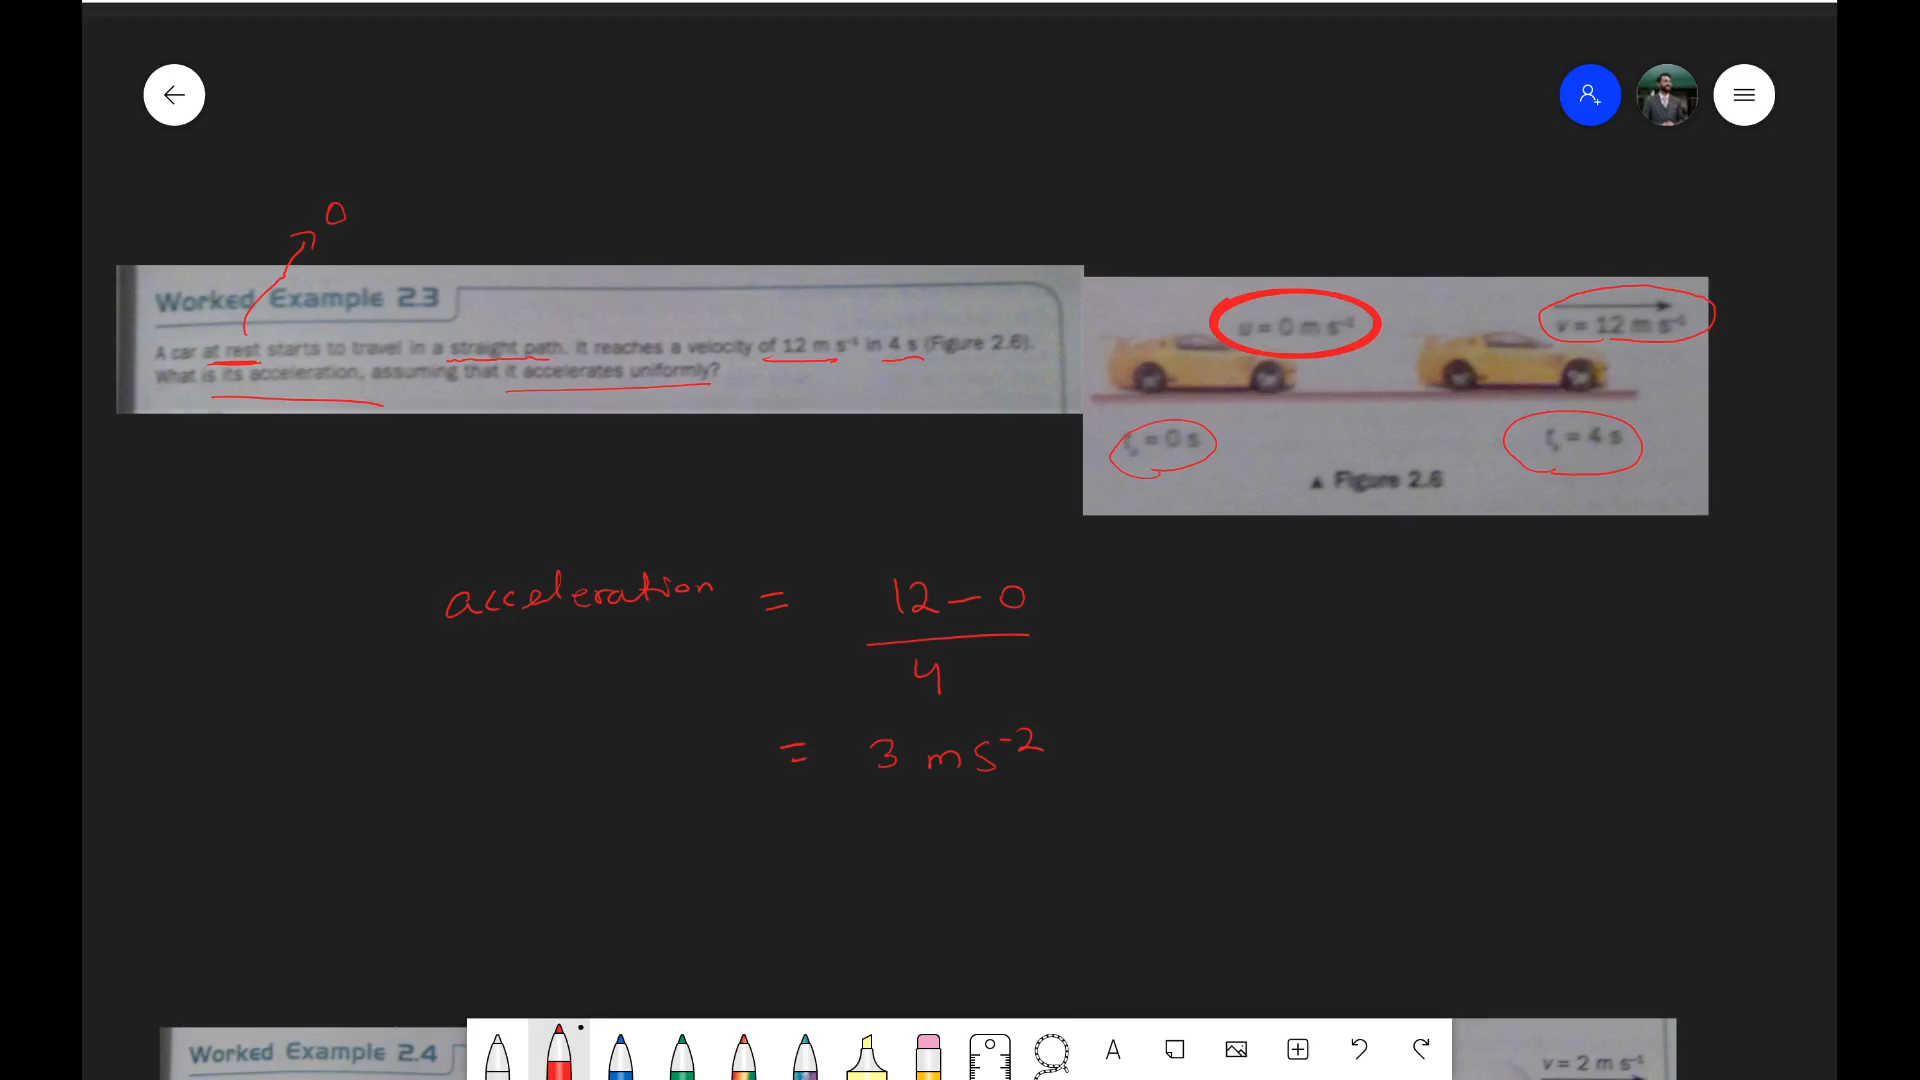 0
Worked Example 2.3
A car at rest starts to travel in a straight path. It reaches a velocity of 12 m s⁻¹ in 4 s (Figure 2.6).
What is its acceleration, assuming that it accelerates uniformly?
u = 0 m s⁻¹
v = 12 m s⁻¹
= 0 s
= 4 s
▲ Figure 2.6
acceleration = 12 - 0
4
= 3 m s⁻²
Worked Example 2.4
v = 2 m s⁻¹
A